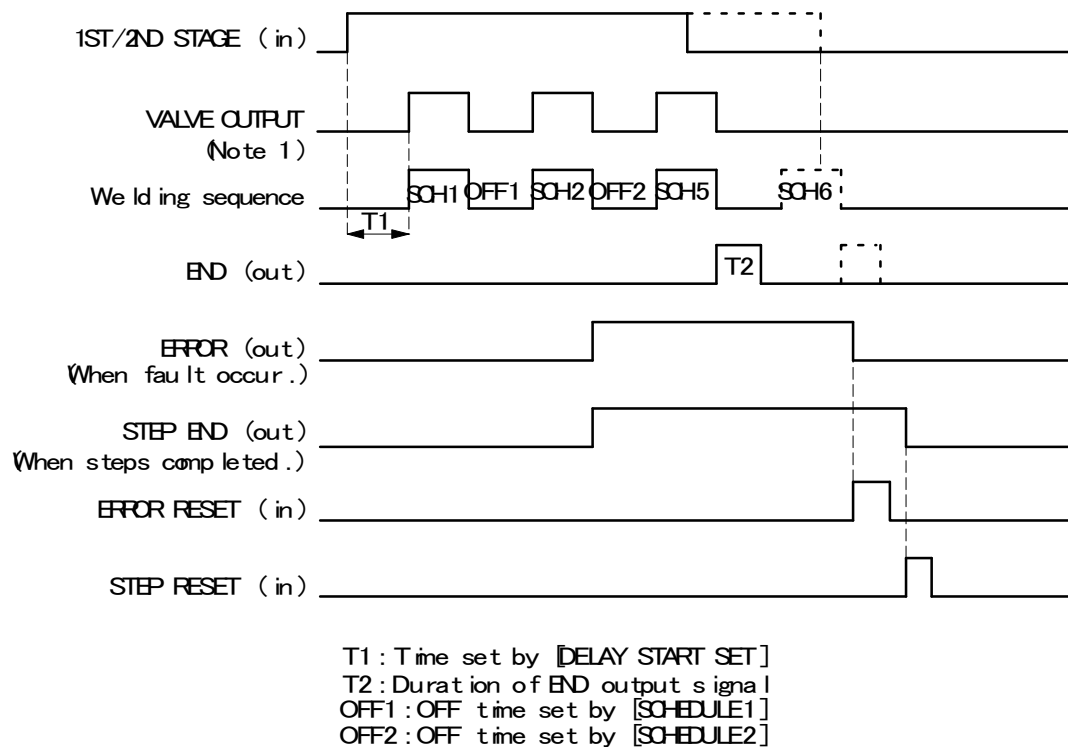 1ST/2ND STAGE (in)
VALVE OUTPUT
(Note 1)
Welding sequence
SCH1 OFF1 SCH2 OFF2 SCH5 SCH6
T1
END (out)
T2
ERROR (out)
(When fault occur.)
STEP END (out)
(When steps completed.)
ERROR RESET (in)
STEP RESET (in)
T1: Time set by [DELAY START SET]
T2: Duration of END output signal
OFF1: OFF time set by [SCHEDULE1]
OFF2: OFF time set by [SCHEDULE2]